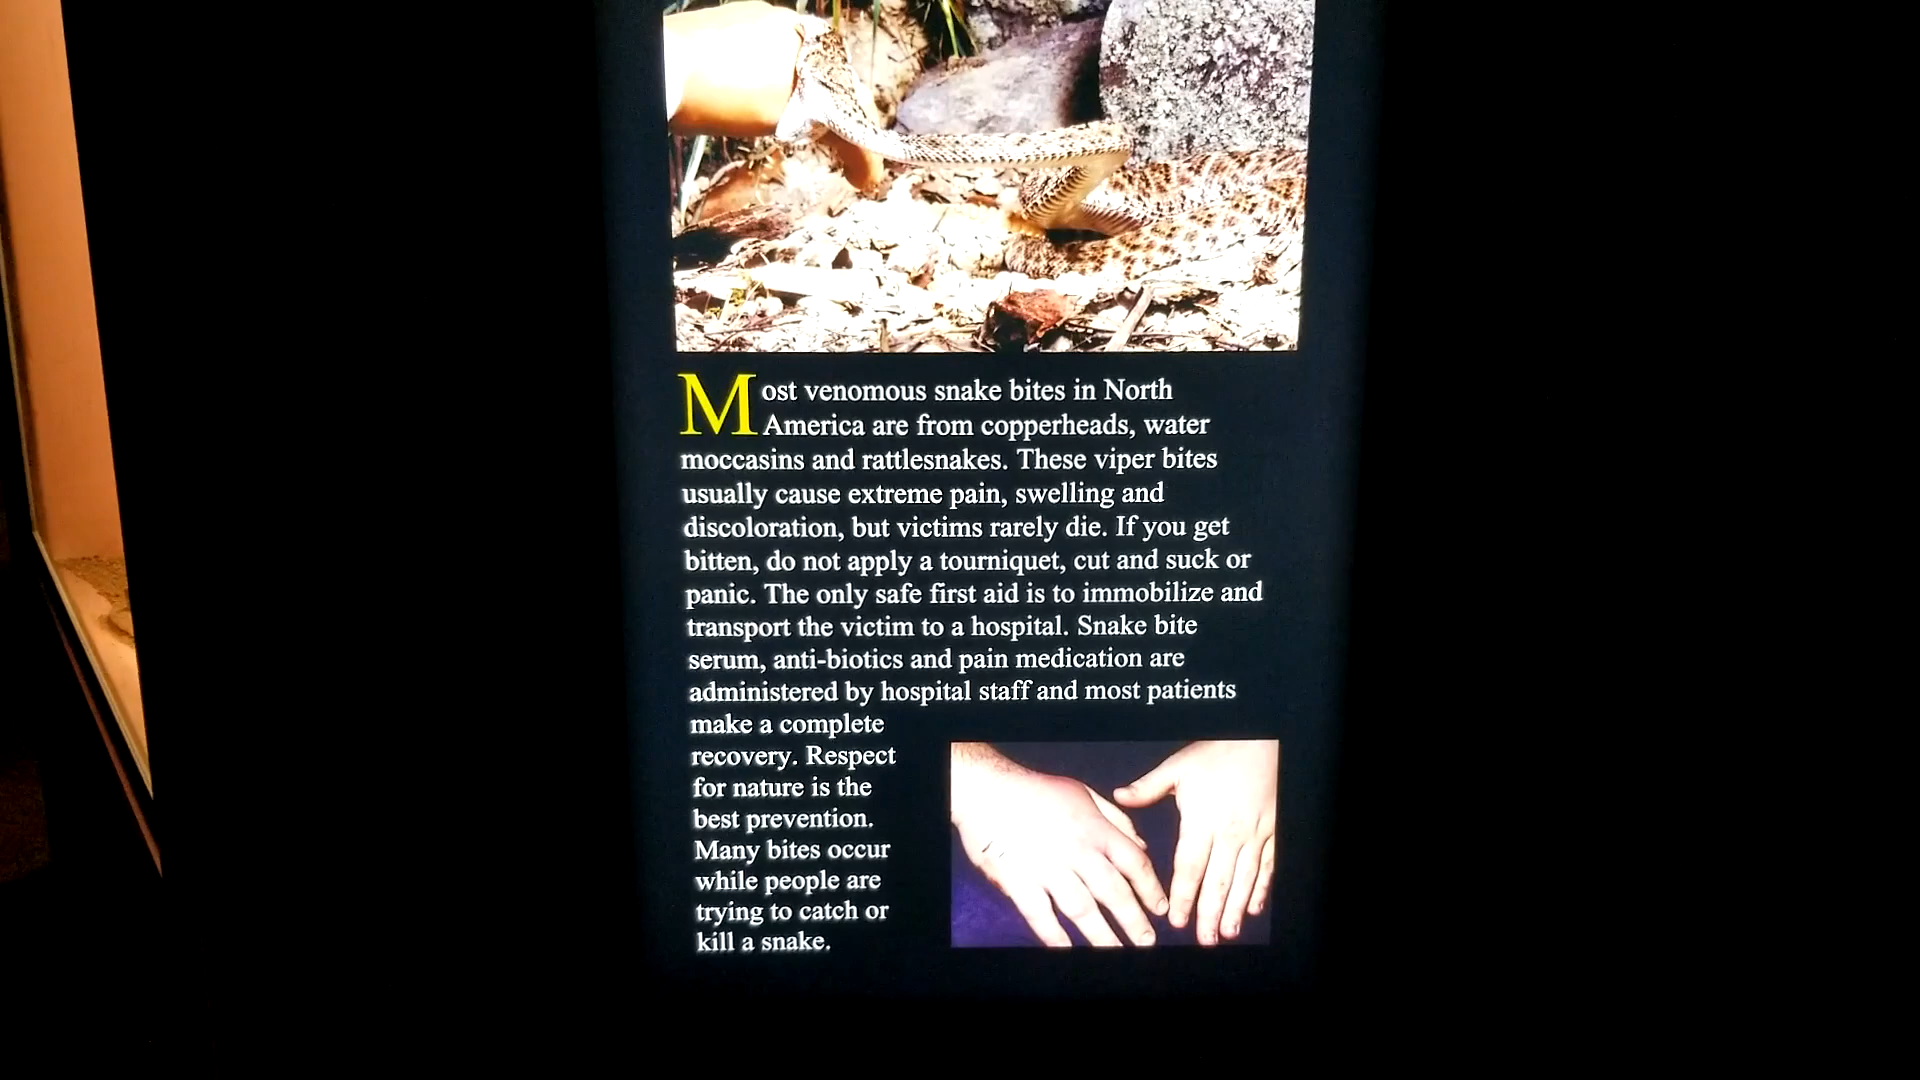 Most venomous snake bites in North
America are from copperheads, water
moccasins and rattlesnakes. These viper bites
usually cause extreme pain, swelling and
discoloration, but victims rarely die. If you get
bitten, do not apply a tourniquet, cut and suck or
panic. The only safe first aid is to immobilize and
transport the victim to a hospital. Snake bite
serum, anti-biotics and pain medication are
administered by hospital staff and most patients
make a complete
recovery. Respect
for nature is the
best prevention.
Many bites occur
while people are
trying to catch or
kill a snake.